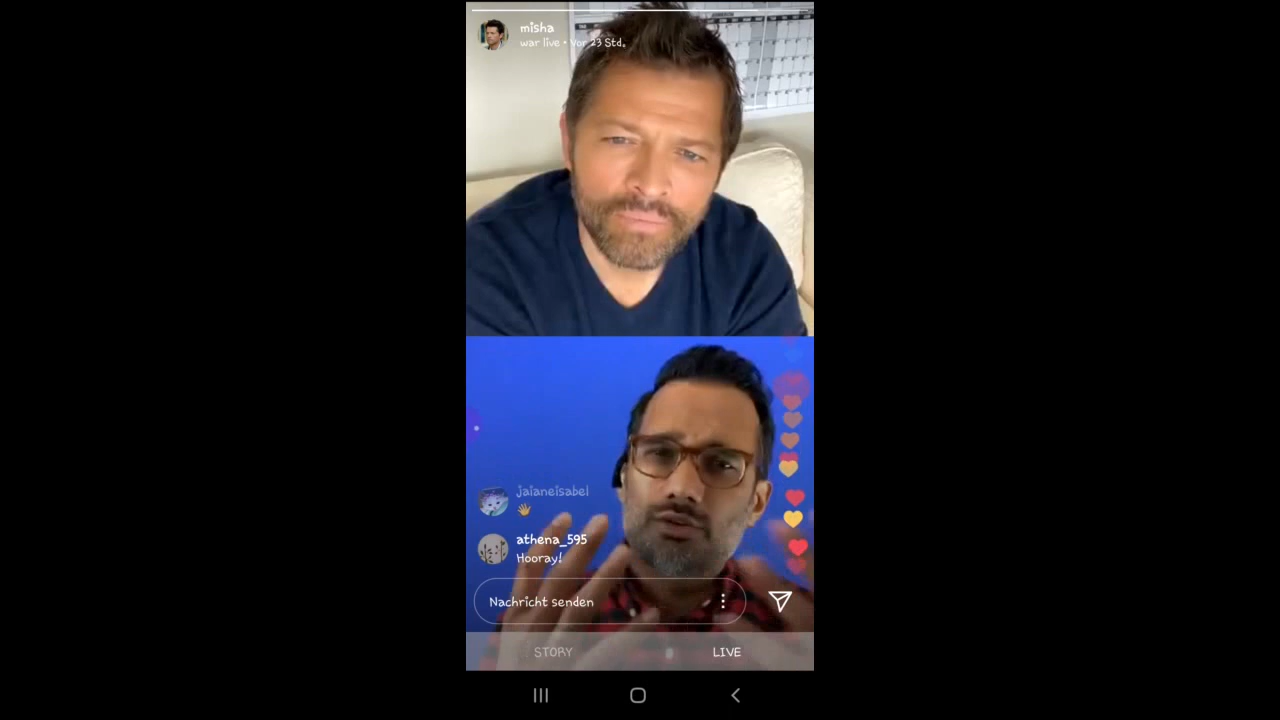 misha
war live • Vor 23 Std.
jaianeisabel
👋
athena_595
Hooray!
Nachricht senden
STORY
LIVE